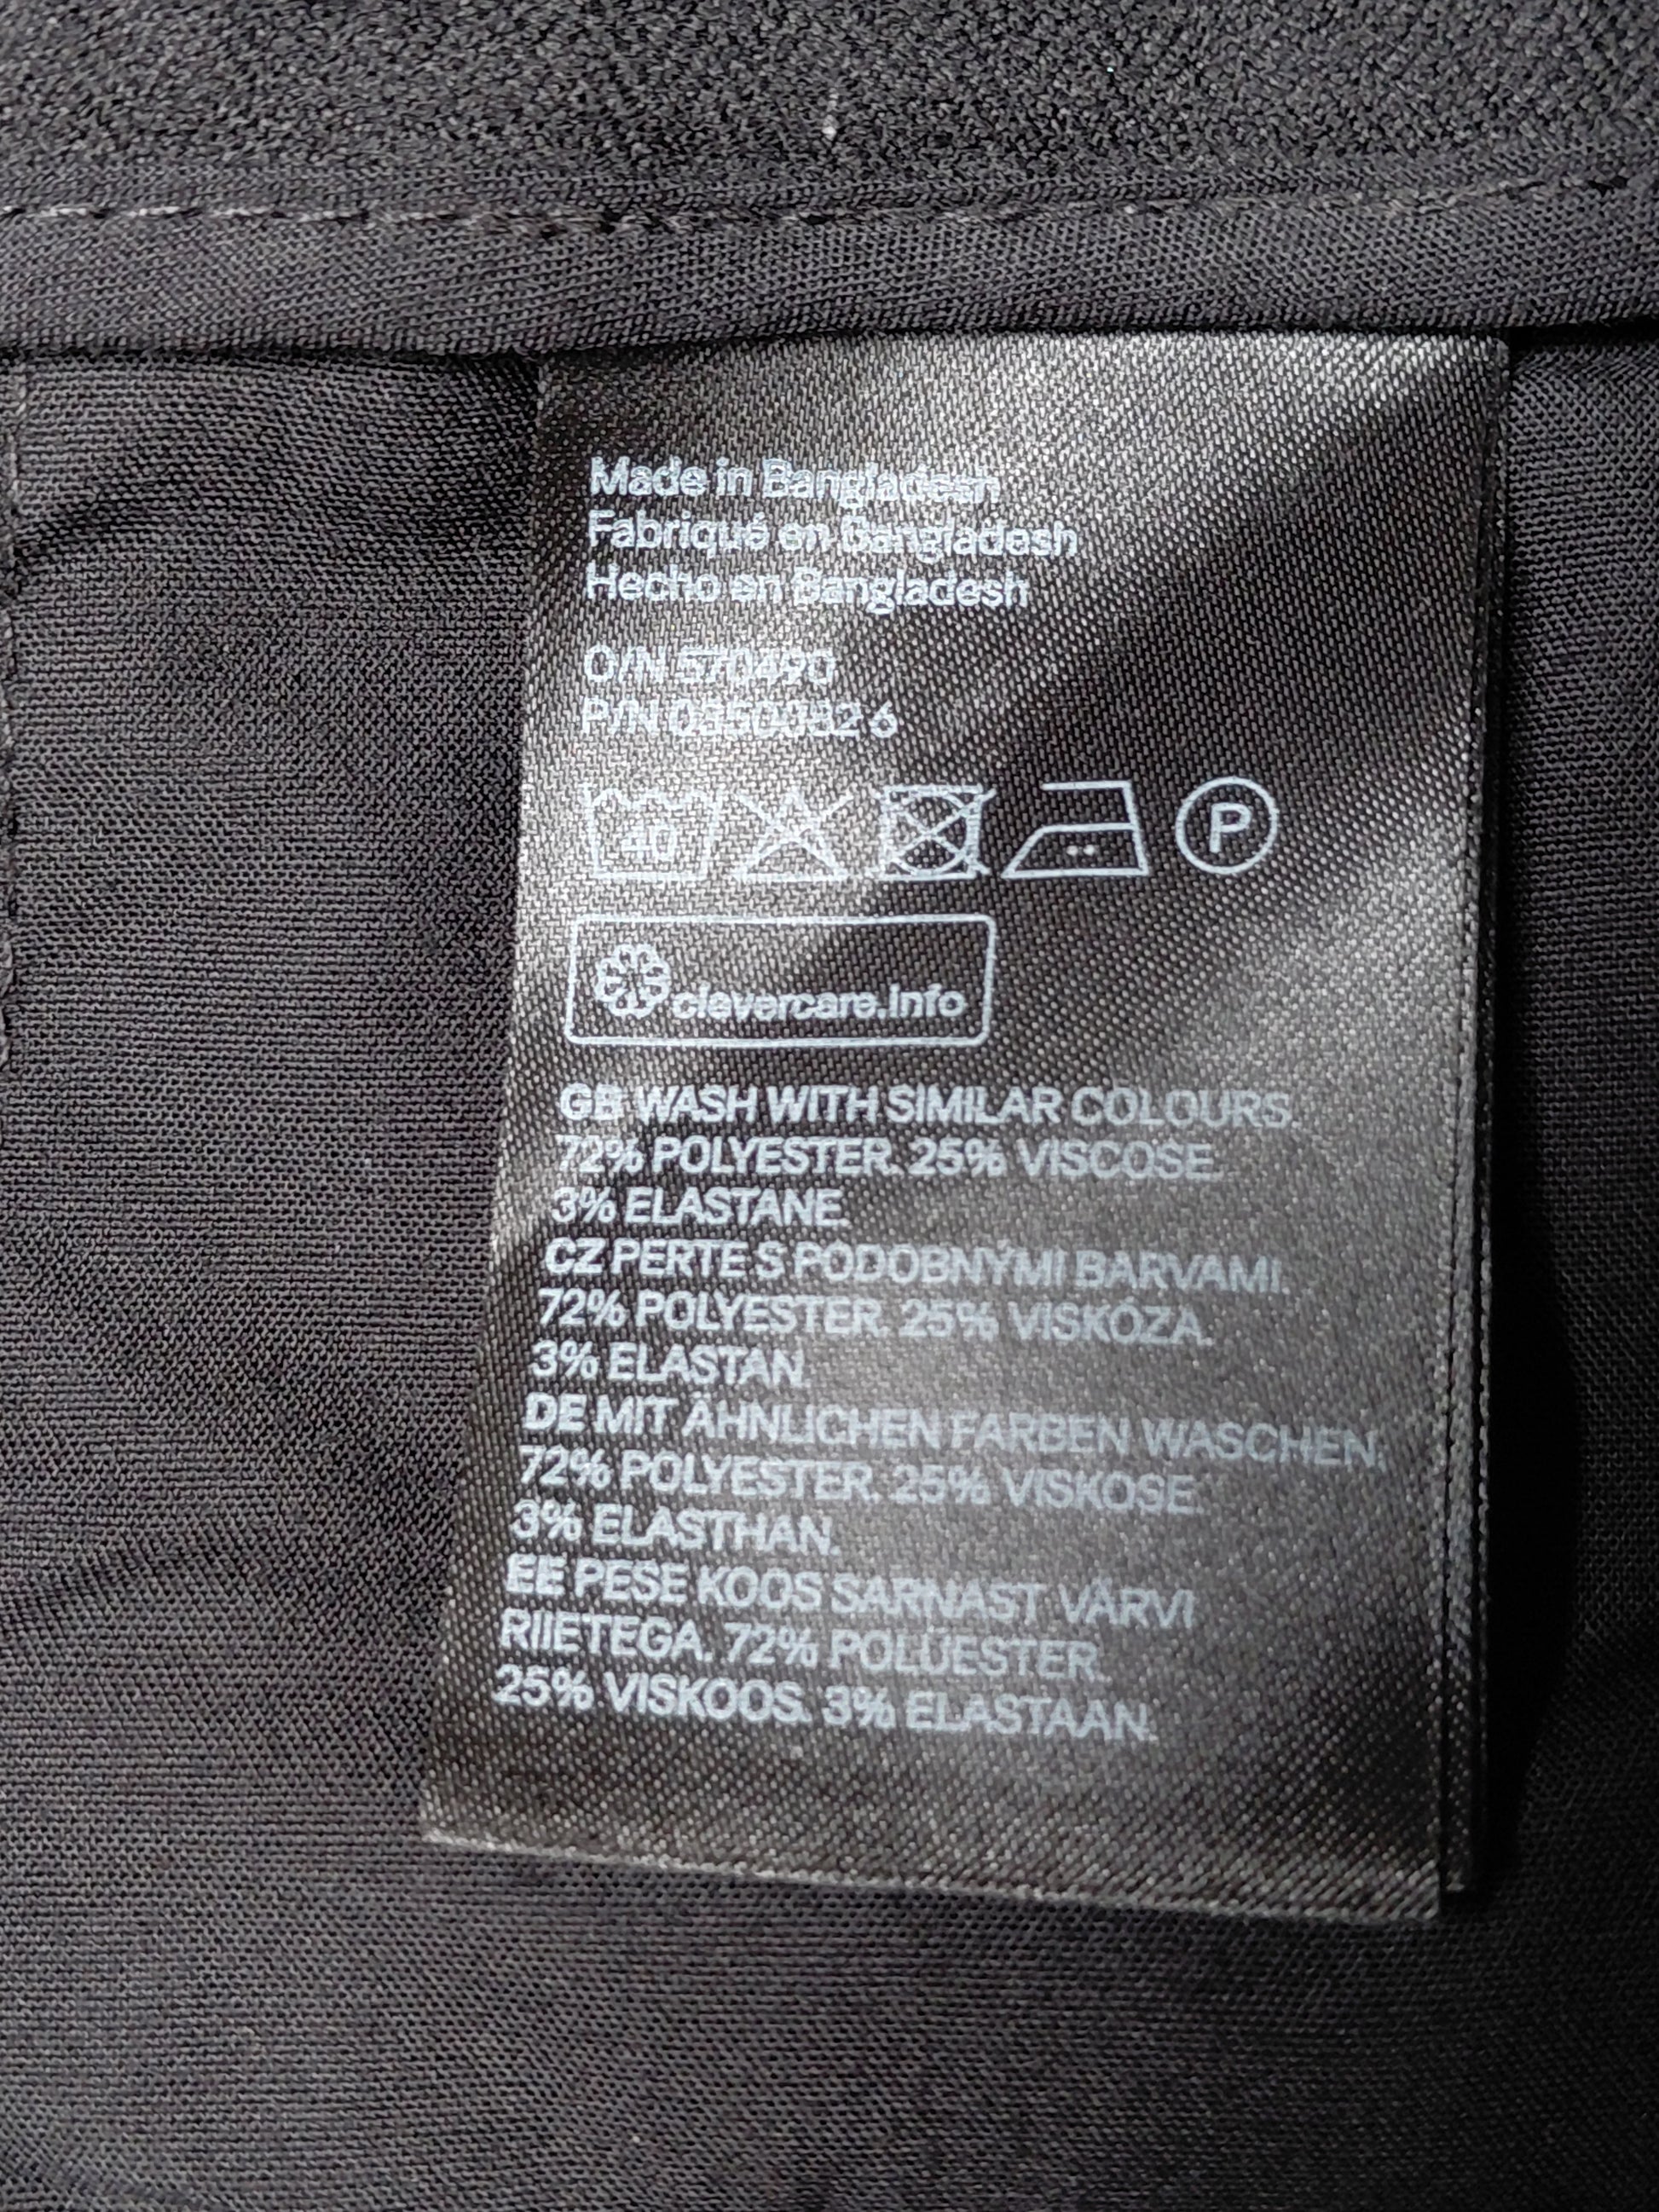 Made in Bangladesh
Fabriqué en Bangladesh
Hecho en Bangladesh
O/N 570490
P/N
40
P
clevercare.info
GB WASH WITH SIMILAR COLOURS.
72% POLYESTER. 25% VISCOSE.
3% ELASTANE.
CZ PERTE S PODOBNÝMI BARVAMI.
72% POLYESTER. 25% VISKÓZA.
3% ELASTAN.
DE MIT ÄHNLICHEN FARBEN WASCHEN.
72% POLYESTER. 25% VISKOSE.
3% ELASTHAN.
EE PESE KOOS SARNAST VÄRVI
RIIETEGA. 72% POLÜESTER.
25% VISKOOS. 3% ELASTAAN.